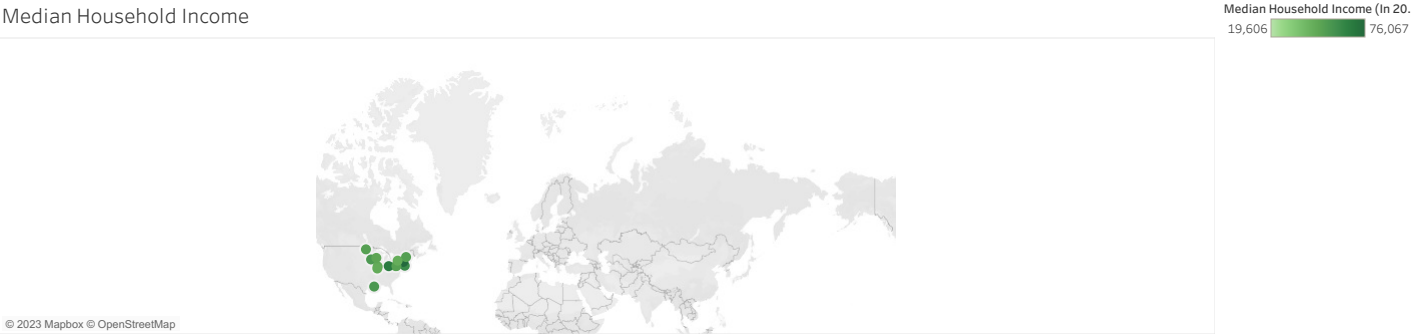 Median Household Income
Median Household Income (In 20.
19,606
76,067
© 2023 Mapbox © OpenStreetMap